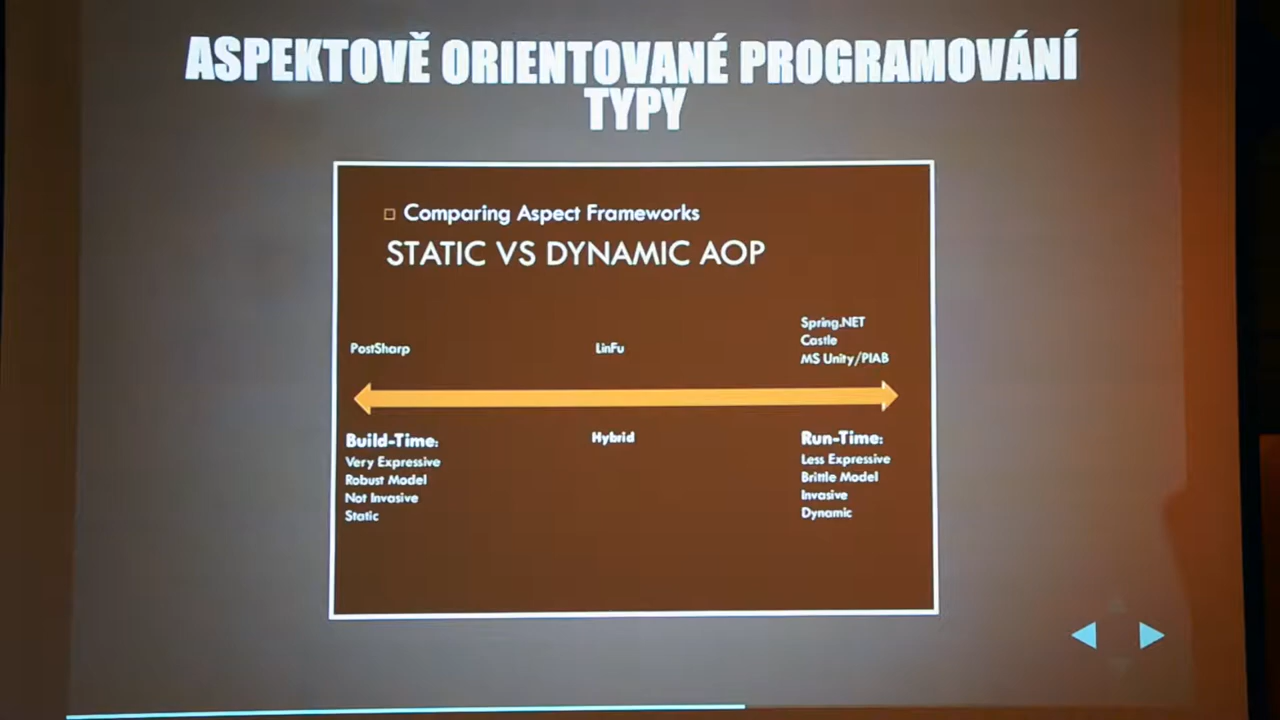 ASPEKTOVĚ ORIENTOVANÉ PROGRAMOVÁNÍ
TYPY
Comparing Aspect Frameworks
STATIC VS DYNAMIC AOP
PostSharp
LinFu
Spring.NET
Castle
MS Unity/PIAB
Build-Time:
Very Expressive
Robust Model
Not Invasive
Static
Hybrid
Run-Time:
Less Expressive
Brittle Model
Invasive
Dynamic